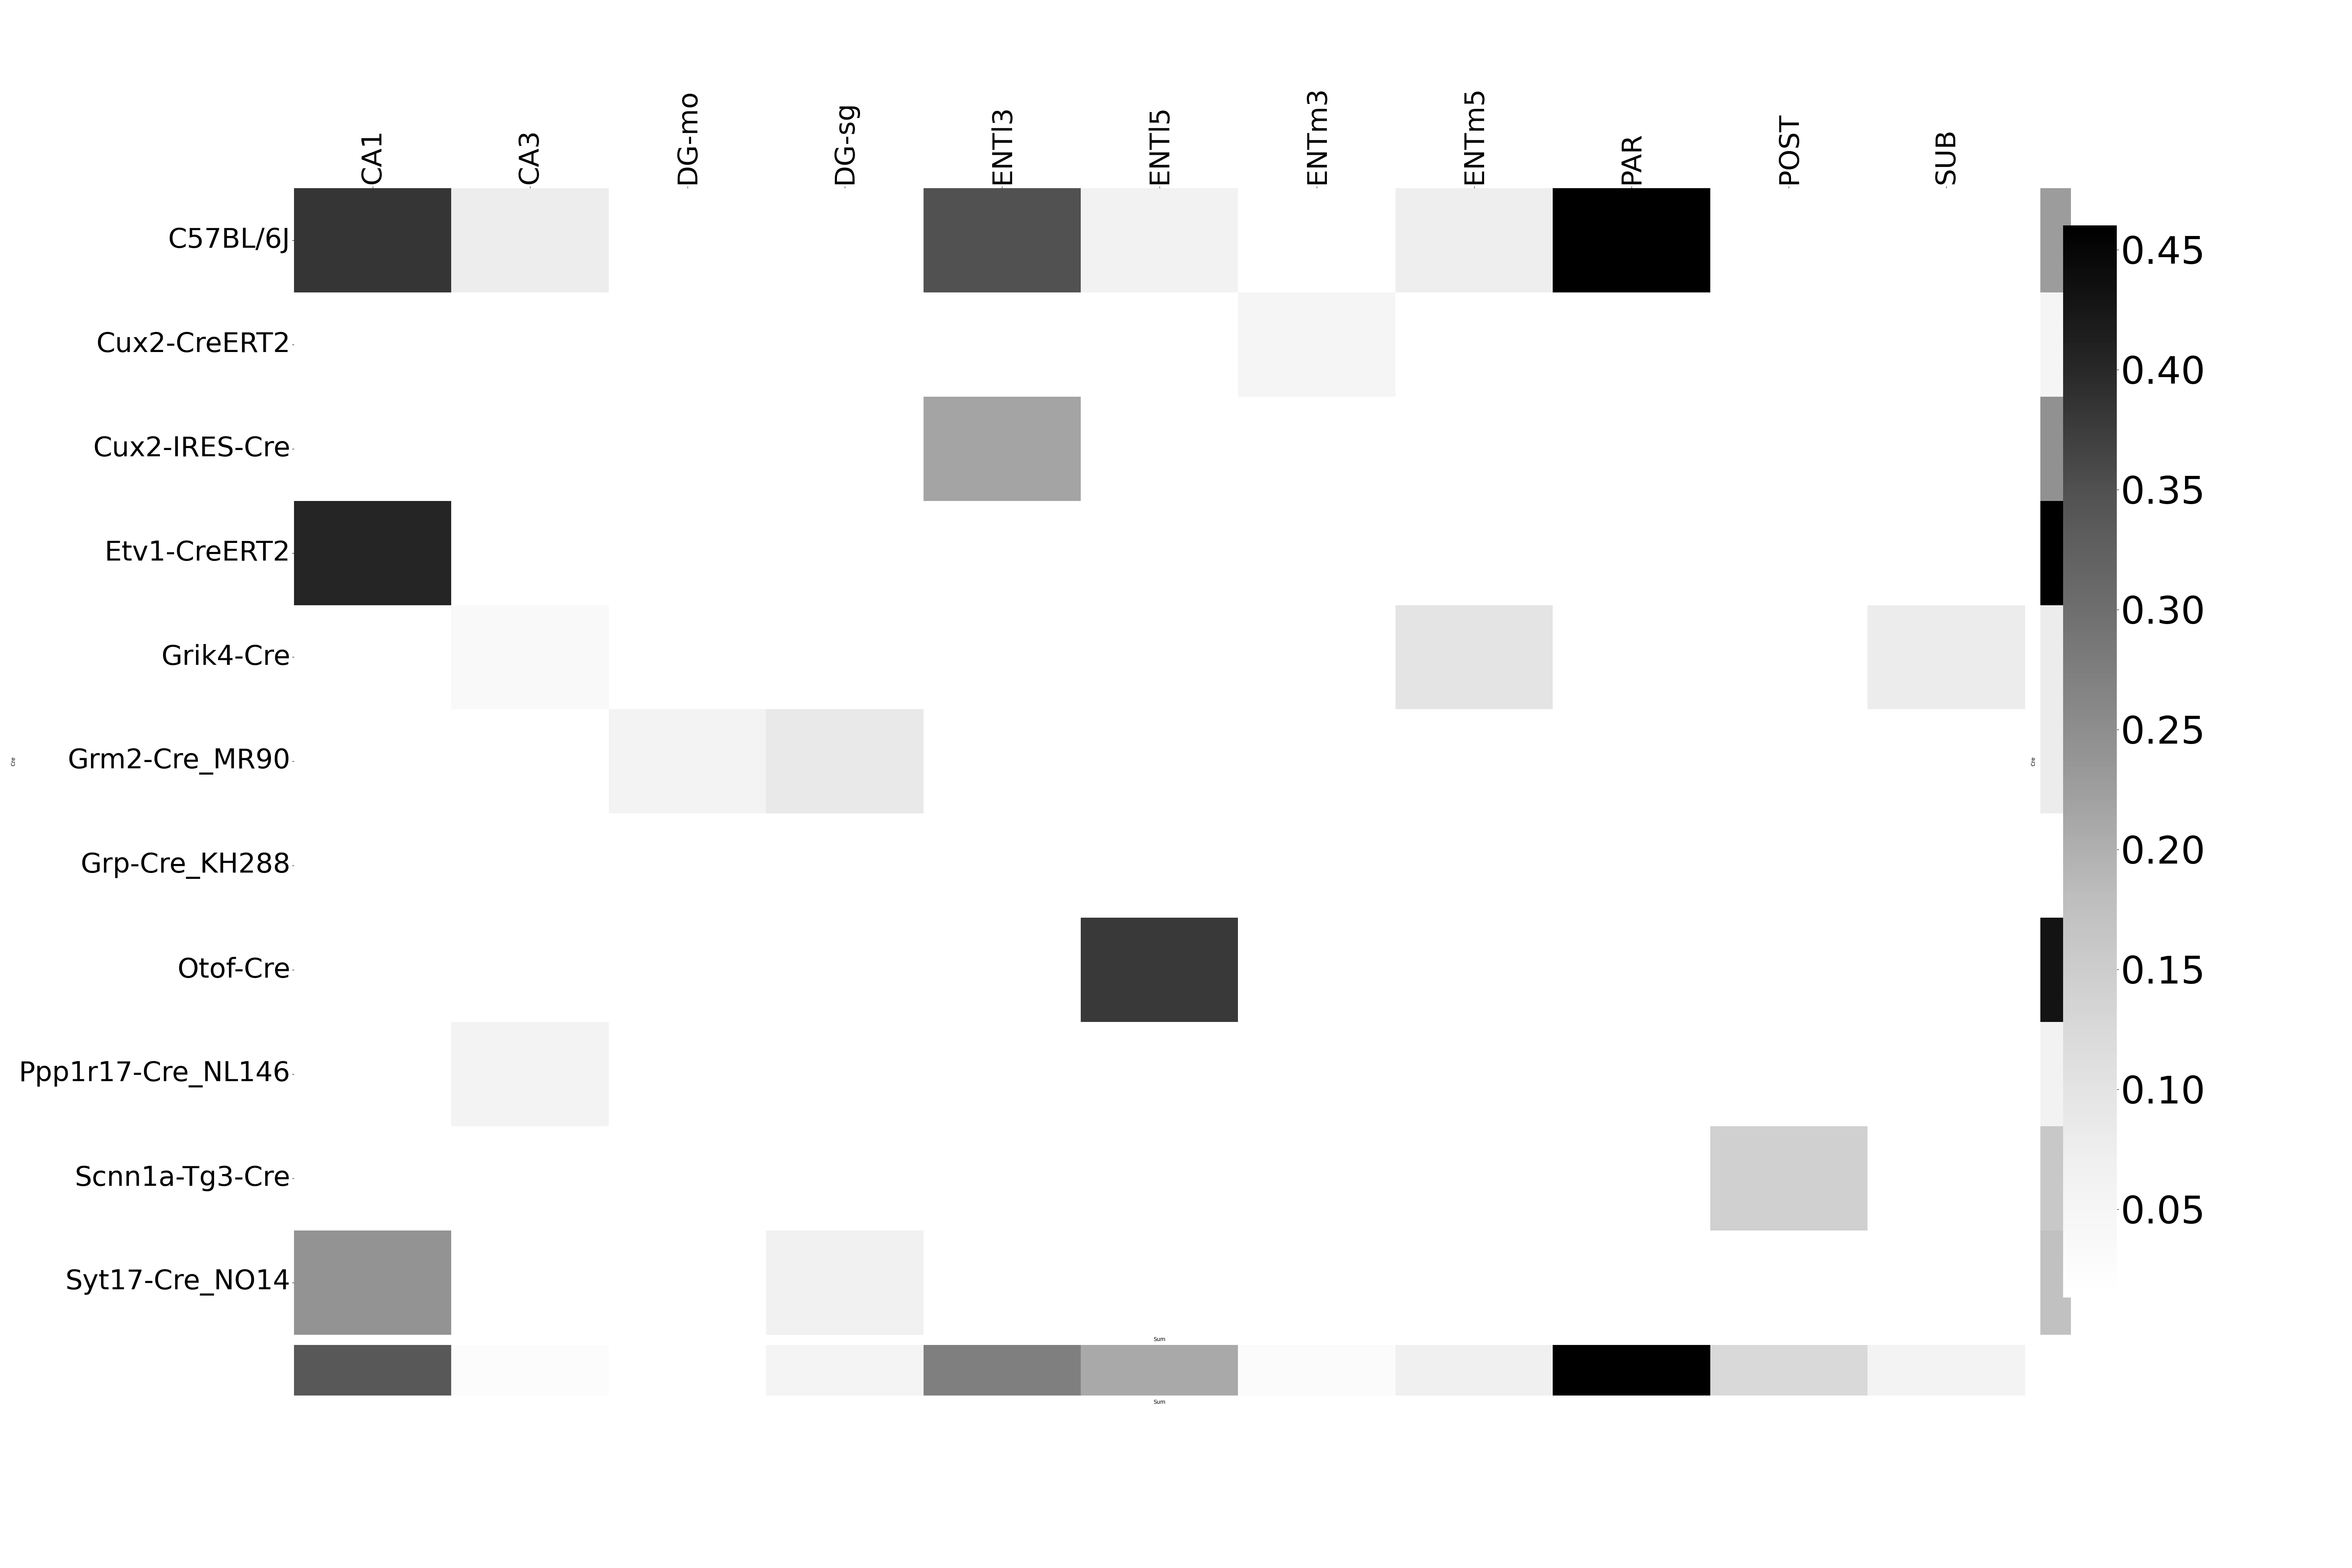 CA1
CA3
DG-mo
DG-sg
ENTl3
ENTl5
ENTm3
ENTm5
PAR
POST
SUB
C57BL/6J
Cux2-CreERT2
Cux2-IRES-Cre
Etv1-CreERT2
Grik4-Cre
Grm2-Cre_MR90
Grp-Cre_KH288
Otof-Cre
Ppp1r17-Cre_NL146
Scnn1a-Tg3-Cre
Syt17-Cre_NO14
Cre
Cre
Sum
Sum
0.45
0.40
0.35
0.30
0.25
0.20
0.15
0.10
0.05